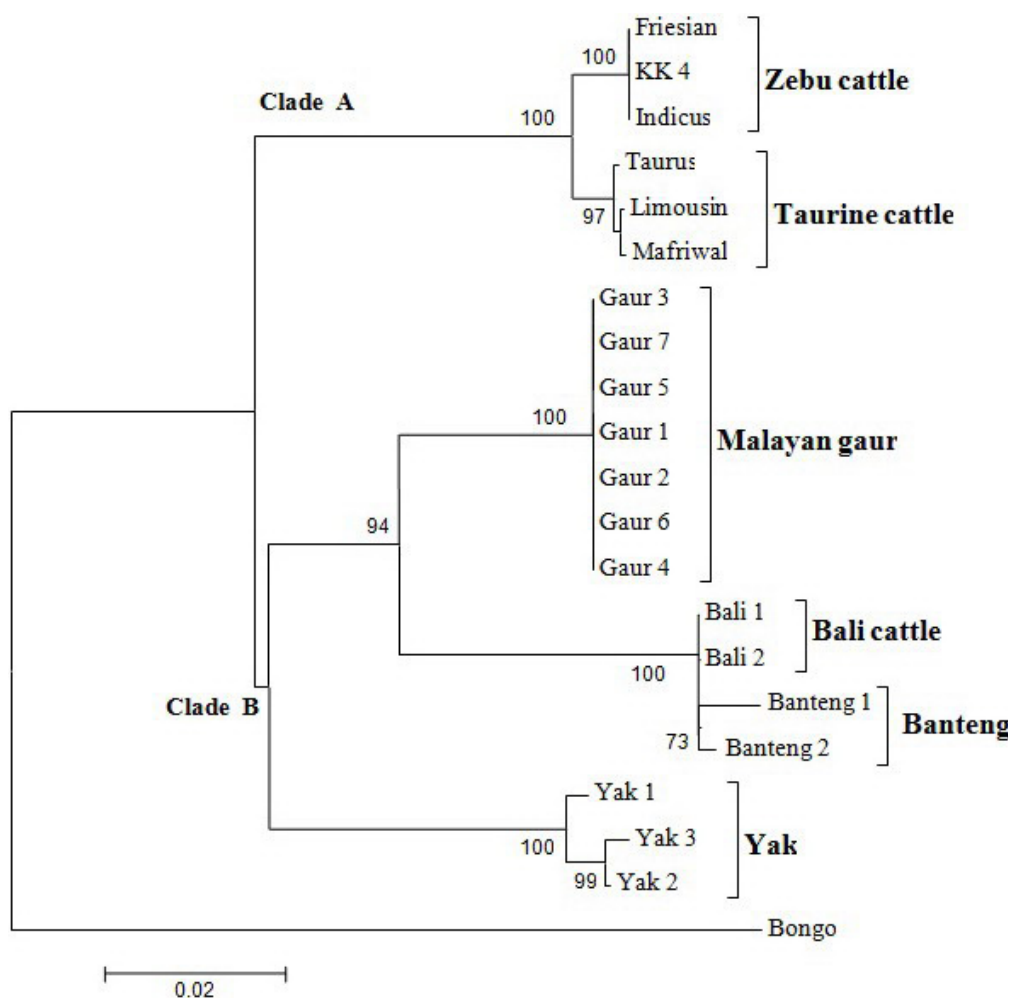 Friesian
100
KK 4
Zebu cattle
Clade A
Indicus
100
Taurus
Limousin
97
Taurine cattle
Mafriwal
Gaur 3
Gaur 7
Gaur 5
100
Gaur 1
Malayan gaur
Gaur 2
94
Gaur 6
Gaur 4
Bali 1
Bali cattle
Bali 2
100
Clade B
Banteng 1
Banteng
73
Banteng 2
Yak 1
Yak 3
100
Yak
99
Yak 2
Bongo
0.02